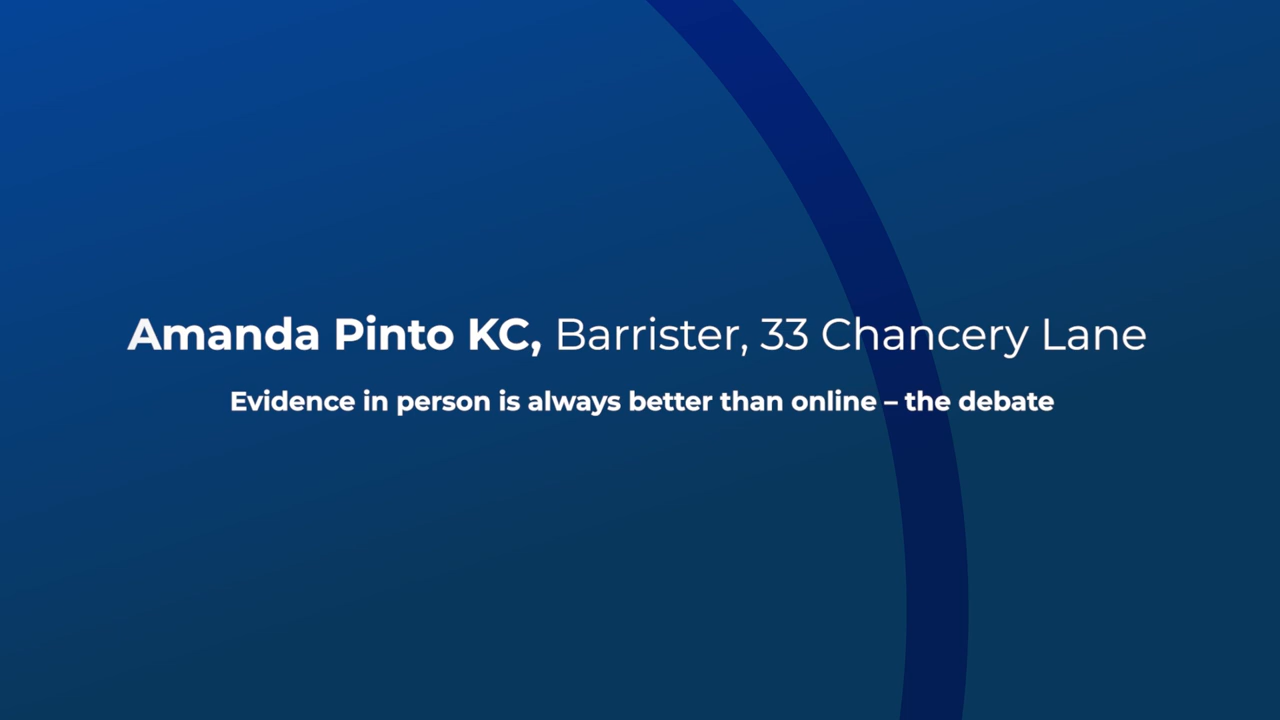 Amanda Pinto KC, Barrister, 33 Chancery Lane
Evidence in person is always better than online – the debate